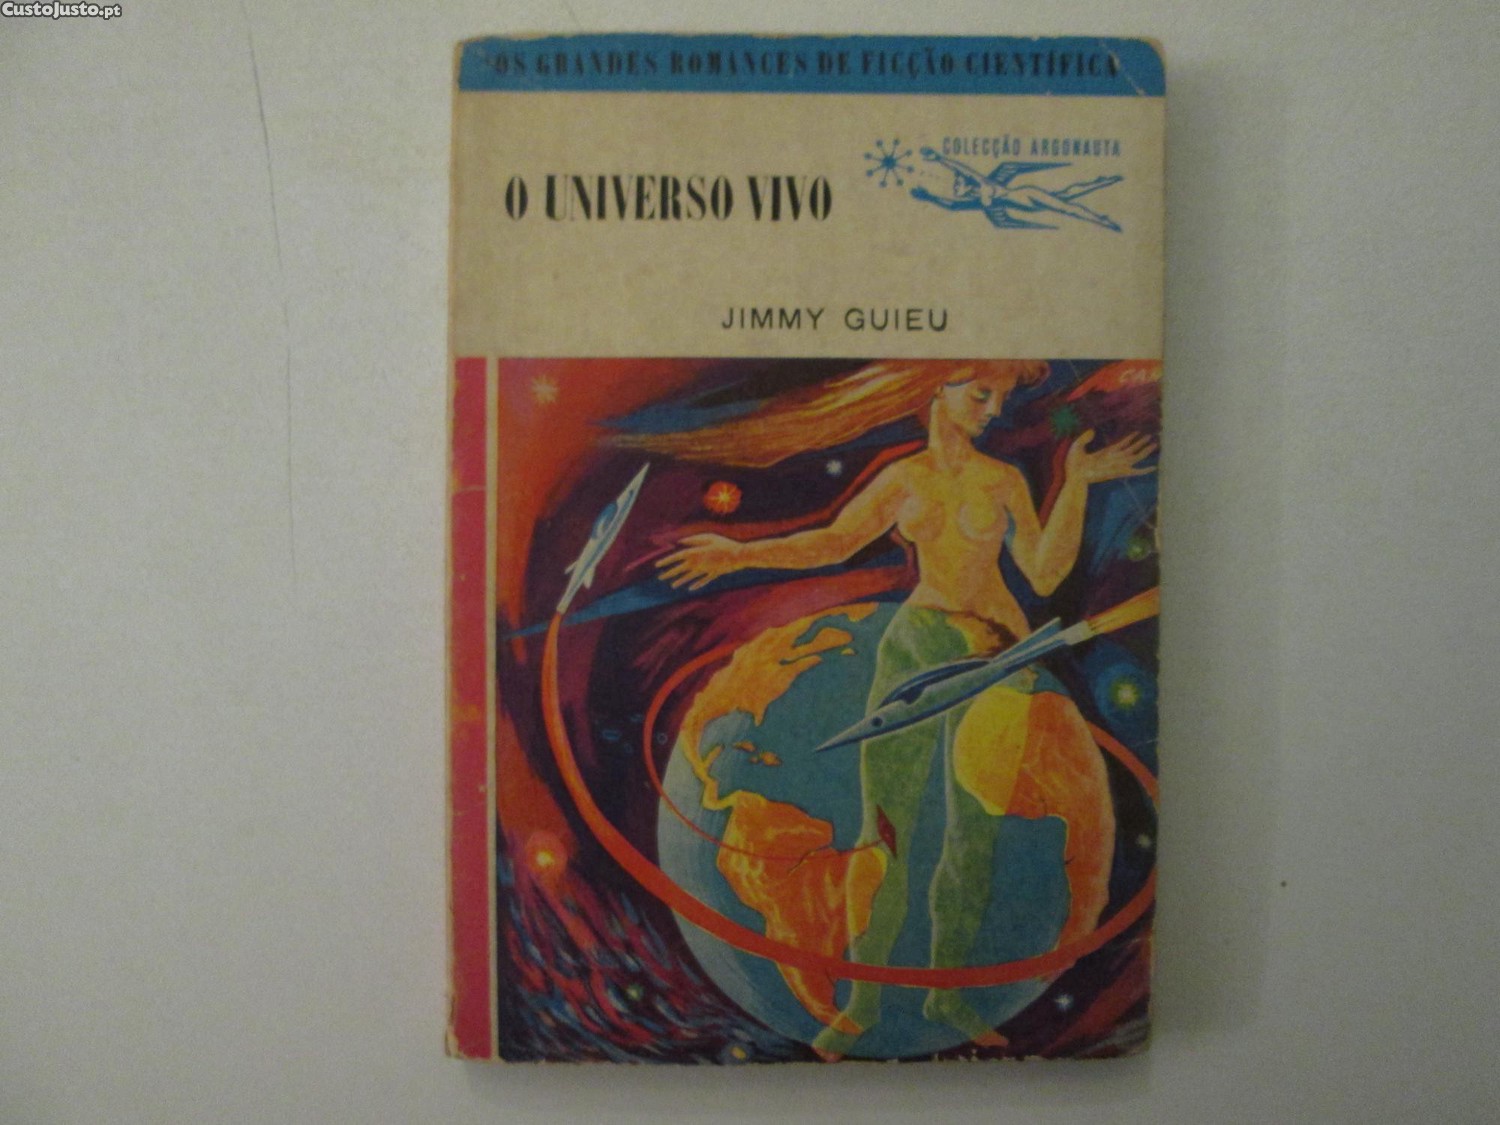 CustoJusto.pt
OS GRANDES ROMANCES DE FICÇÃO CIENTÍFICA
COLECÇÃO ARGONAUTA
O UNIVERSO VIVO
JIMMY GUIEU